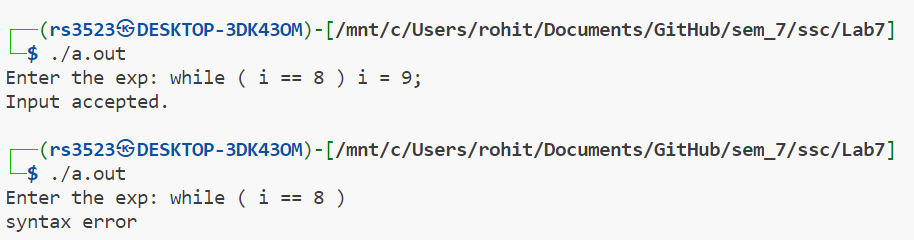 ┌──(rs3523㉿DESKTOP-3DK43OM)-[/mnt/c/Users/rohit/Documents/GitHub/sem_7/ssc/Lab7]
└─$ ./a.out
Enter the exp: while ( i == 8 ) i = 9;
Input accepted.
┌──(rs3523㉿DESKTOP-3DK43OM)-[/mnt/c/Users/rohit/Documents/GitHub/sem_7/ssc/Lab7]
└─$ ./a.out
Enter the exp: while ( i == 8 )
syntax error